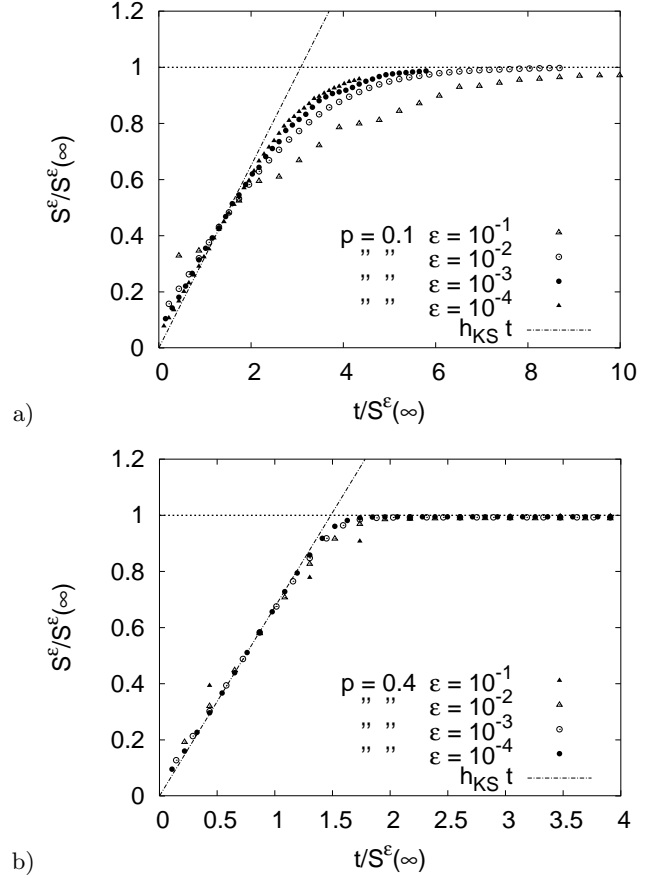 1.2
1
0.8
0.6
0.4
0.2
0
S^ε/S^ε(∞)
p = 0.1 ε = 10^-1
,, ,, ε = 10^-2
,, ,, ε = 10^-3
,, ,, ε = 10^-4
h_KS t
0 2 4 6 8 10
t/S^ε(∞)
a)
1.2
1
0.8
0.6
0.4
0.2
0
S^ε/S^ε(∞)
p = 0.4 ε = 10^-1
,, ,, ε = 10^-2
,, ,, ε = 10^-3
,, ,, ε = 10^-4
h_KS t
0 0.5 1 1.5 2 2.5 3 3.5 4
t/S^ε(∞)
b)